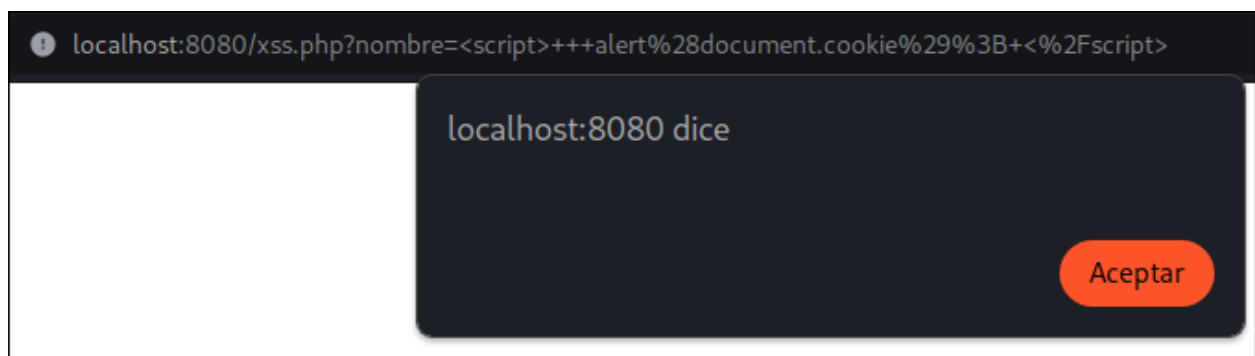 localhost:8080/xss.php?nombre=<script>+++alert%28document.cookie%29%3B+<%2Fscript>
localhost:8080 dice
Aceptar